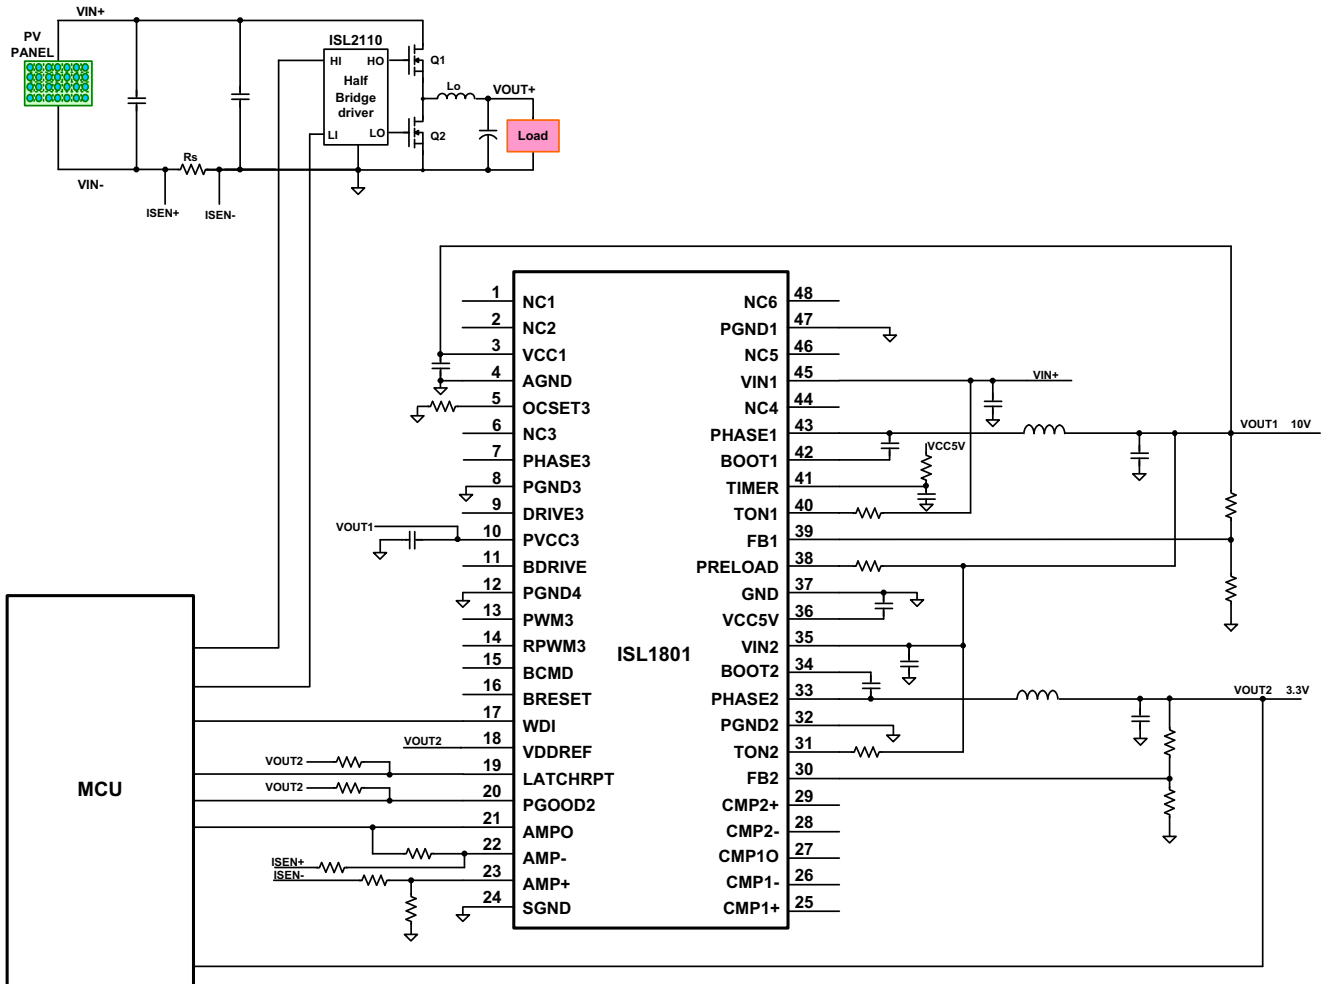 VIN+
PV
PANEL
VIN-
Rs
ISEN+
ISEN-
ISL2110
HI
HO
Half
Bridge
driver
LI
LO
Q1
Q2
Lo
VOUT+
Load
1 NC1
2 NC2
3 VCC1
4 AGND
5 OCSET3
6 NC3
7 PHASE3
8 PGND3
9 DRIVE3
VOUT1
10 PVCC3
11 BDRIVE
12 PGND4
13 PWM3
14 RPWM3
15 BCMD
16 BRESET
17 WDI
VOUT2 18 VDDREF
VOUT2
19 LATCHRPT
VOUT2
20 PGOOD2
21 AMPO
22 AMP-
ISEN+
ISEN-
23 AMP+
24 SGND
ISL1801
NC6 48
PGND1 47
NC5 46
VIN1 45
VIN+
NC4 44
PHASE1 43
VOUT1 10V
BOOT1 42
VCC5V
TIMER 41
TON1 40
FB1 39
PRELOAD 38
GND 37
VCC5V 36
VIN2 35
BOOT2 34
PHASE2 33
VOUT2 3.3V
PGND2 32
TON2 31
FB2 30
CMP2+ 29
CMP2- 28
CMP1O 27
CMP1- 26
CMP1+ 25
MCU